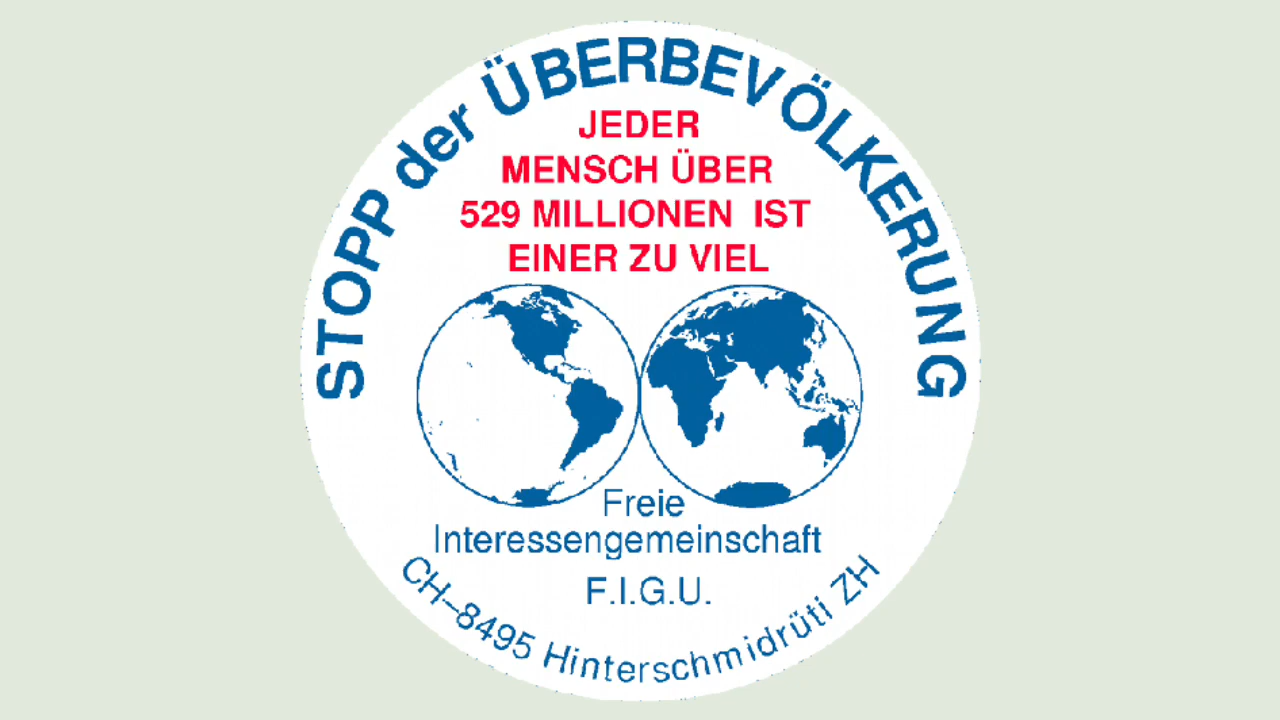 STOPP der ÜBERBEVÖLKERUNG
JEDER
MENSCH ÜBER
529 MILLIONEN IST
EINER ZU VIEL
Freie
Interessengemeinschaft
F.I.G.U.
CH-8495 Hinterschmidrüti ZH